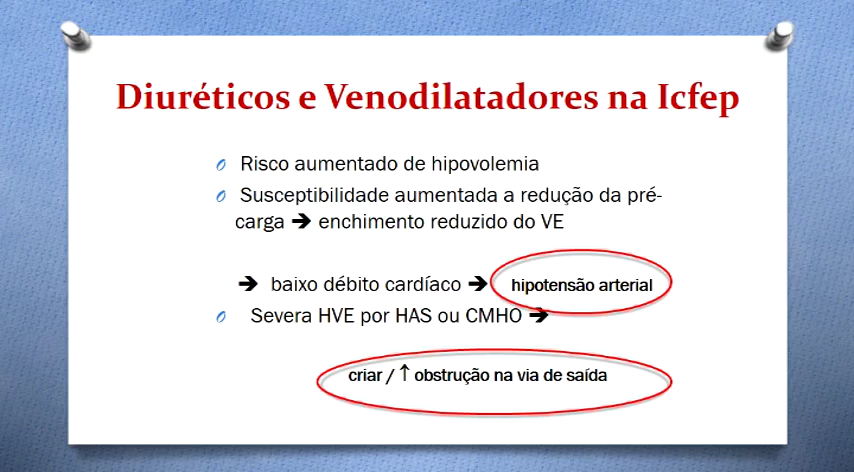 Diuréticos e Venodilatadores na Icfep
Risco aumentado de hipovolemia
Susceptibilidade aumentada a redução da pré-
carga ➔ enchimento reduzido do VE
➔ baixo débito cardíaco ➔ hipotensão arterial
Severa HVE por HAS ou CMHO ➔
criar / ↑ obstrução na via de saída